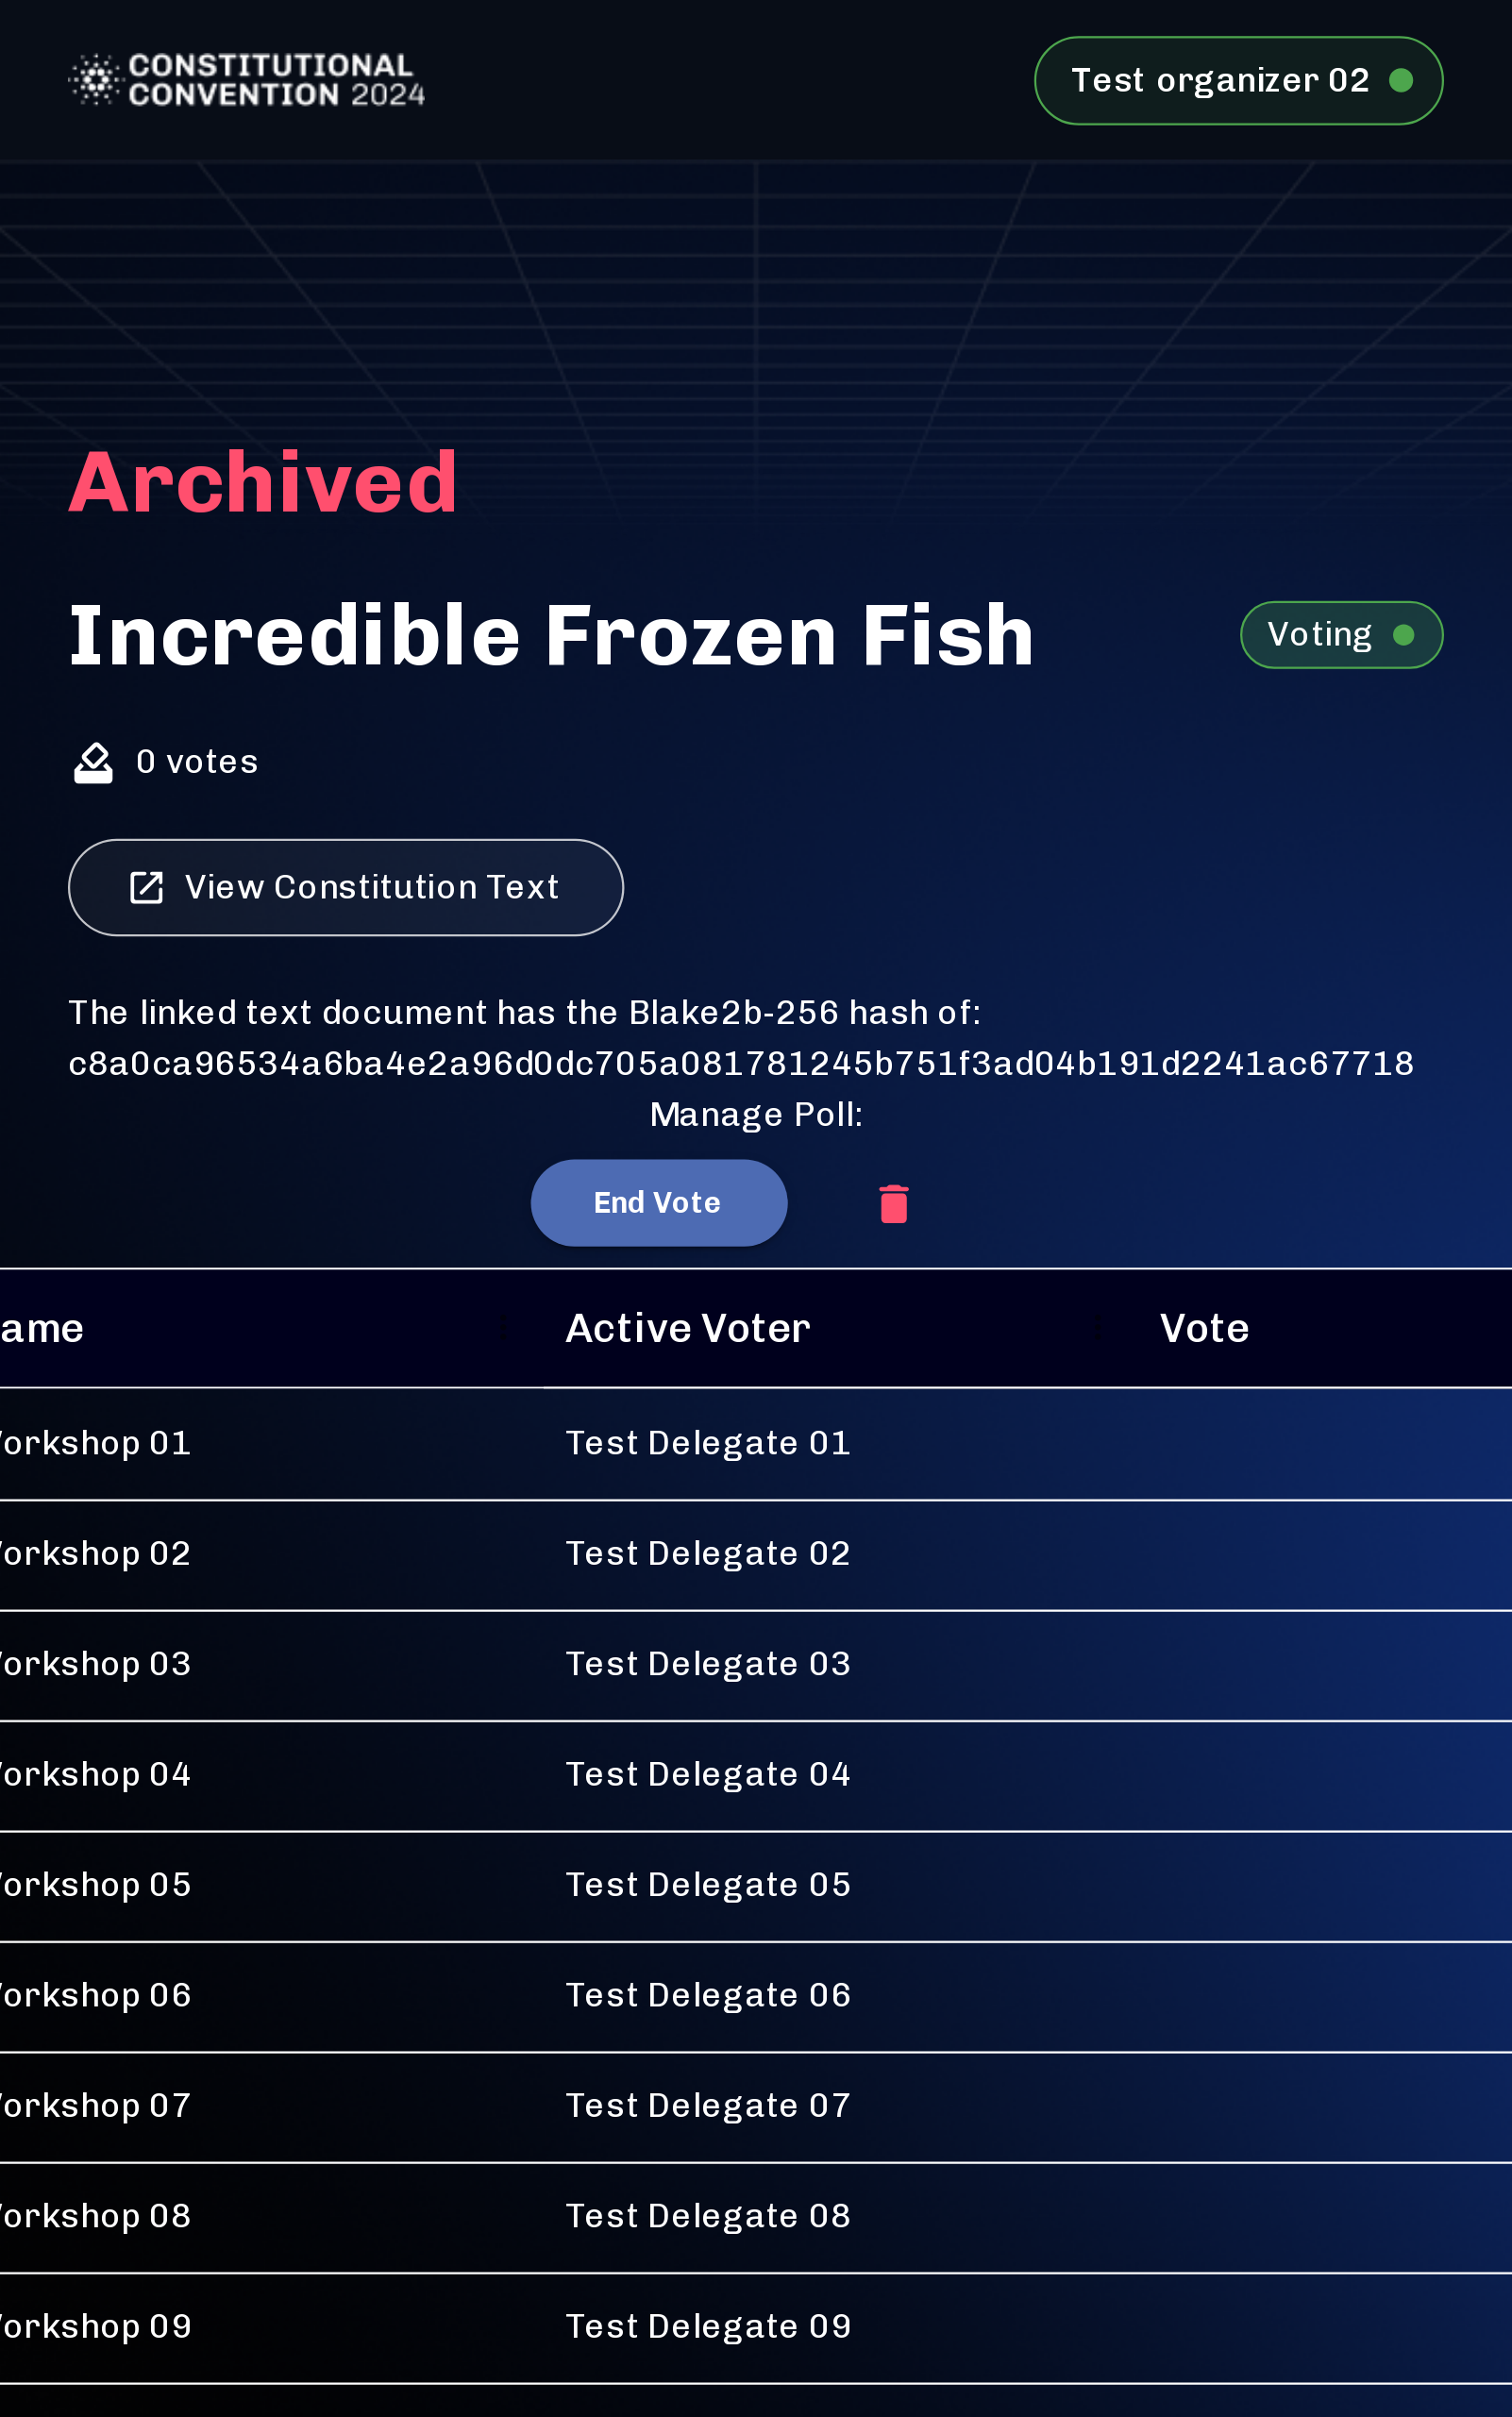 CONSTITUTIONAL
CONVENTION 2024
Test organizer 02
Archived
Incredible Frozen Fish
Voting
0 votes
View Constitution Text
The linked text document has the Blake2b-256 hash of:
c8a0ca96534a6ba4e2a96d0dc705a081781245b751f3ad04b191d2241ac67718
Manage Poll:
End Vote
ame Active Voter Vote
orkshop 01 Test Delegate 01
orkshop 02 Test Delegate 02
orkshop 03 Test Delegate 03
orkshop 04 Test Delegate 04
orkshop 05 Test Delegate 05
orkshop 06 Test Delegate 06
orkshop 07 Test Delegate 07
orkshop 08 Test Delegate 08
orkshop 09 Test Delegate 09